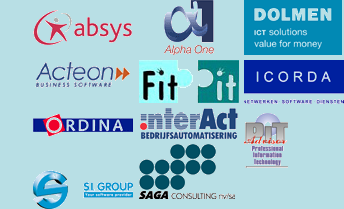 absys
Alpha One
DOLMEN
ICT solutions
value for money
Acteon
BUSINESS SOFTWARE
Fit
it
ICORDA
NETWERKEN·SOFTWARE·DIENSTEN
ORDINA
interAct
BEDRIJFSAUTOMATISERING
PIT
Professional
Information
Technology
S
SI GROUP
Your software provider
SAGA CONSULTING nv/sa